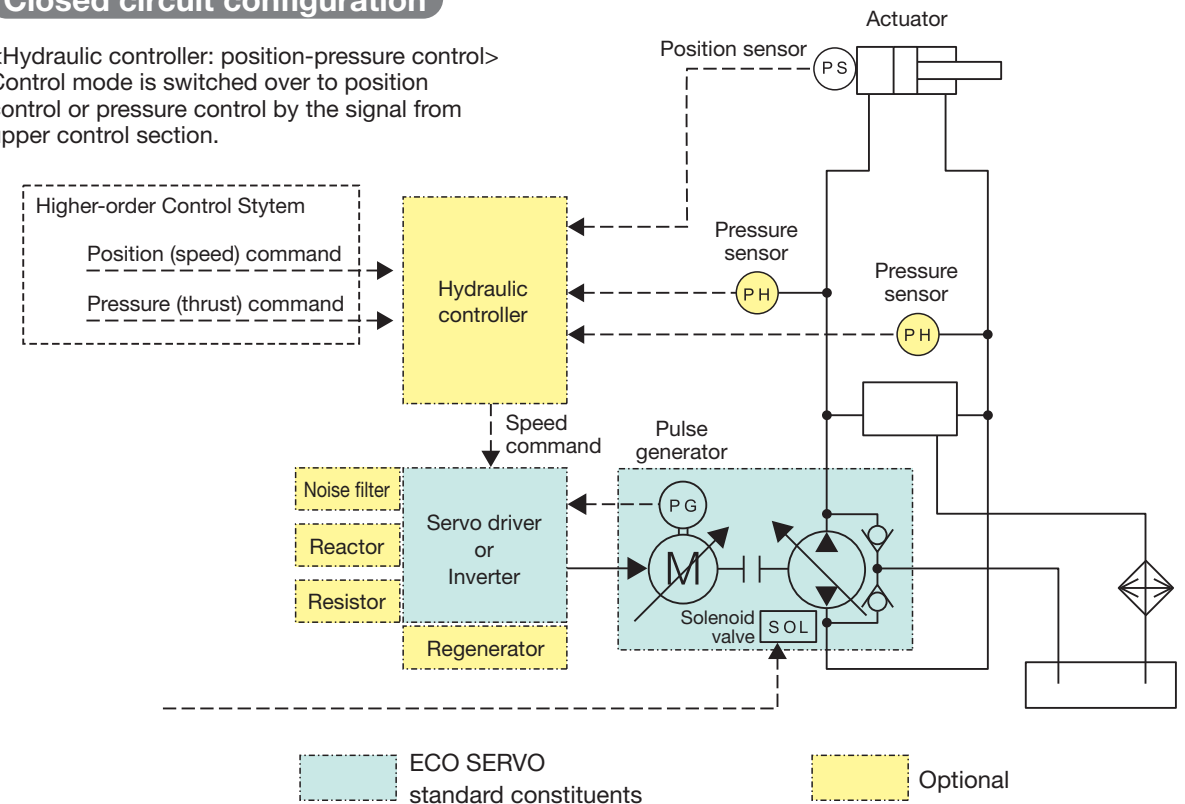 Closed circuit configuration
Hydraulic controller: position-pressure control>
Control mode is switched over to position
control or pressure control by the signal from
upper control section.
Actuator
Position sensor
PS
Higher-order Control Stytem
Position (speed) command
Pressure (thrust) command
Hydraulic
controller
Pressure
sensor
PH
Pressure
sensor
PH
Speed
command
Pulse
generator
PG
Noise filter
Reactor
Resistor
Servo driver
or
Inverter
Regenerator
M
Solenoid
valve
SOL
ECO SERVO
standard constituents
Optional